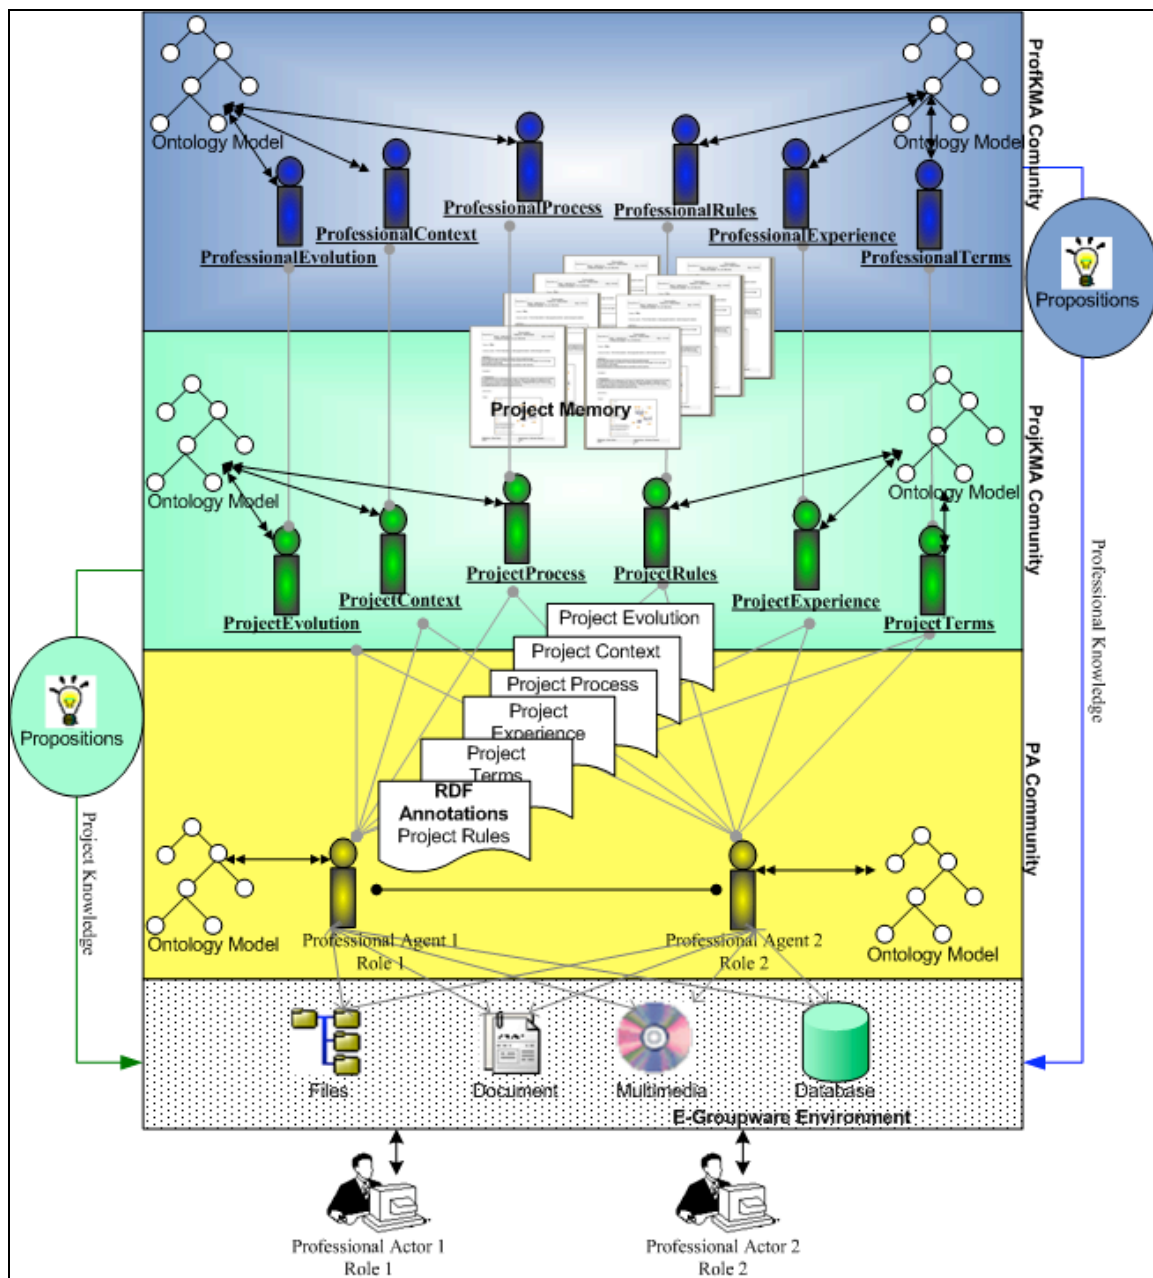 ProfKMA Comunity
Ontology Model
Ontology Model
ProfessionalProcess
ProfessionalRules
ProfessionalContext
ProfessionalExperience
ProfessionalEvolution
ProfessionalTerms
Propositions
Project Memory
ProjKMA Comunity
Ontology Model
Ontology Model
ProjectProcess
ProjectRules
ProjectContext
ProjectExperience
ProjectEvolution
ProjectTerms
Professional Knowledge
Project Evolution
Project Context
Project Process
Project
Experience
Project
Terms
RDF
Annotations
Project Rules
Propositions
Project Knowledge
PA Community
Ontology Model
Professional Agent 1
Role 1
Professional Agent 2
Role 2
Ontology Model
Files
Document
Multimedia
Database
E-Groupware Environment
Professional Actor 1
Role 1
Professional Actor 2
Role 2